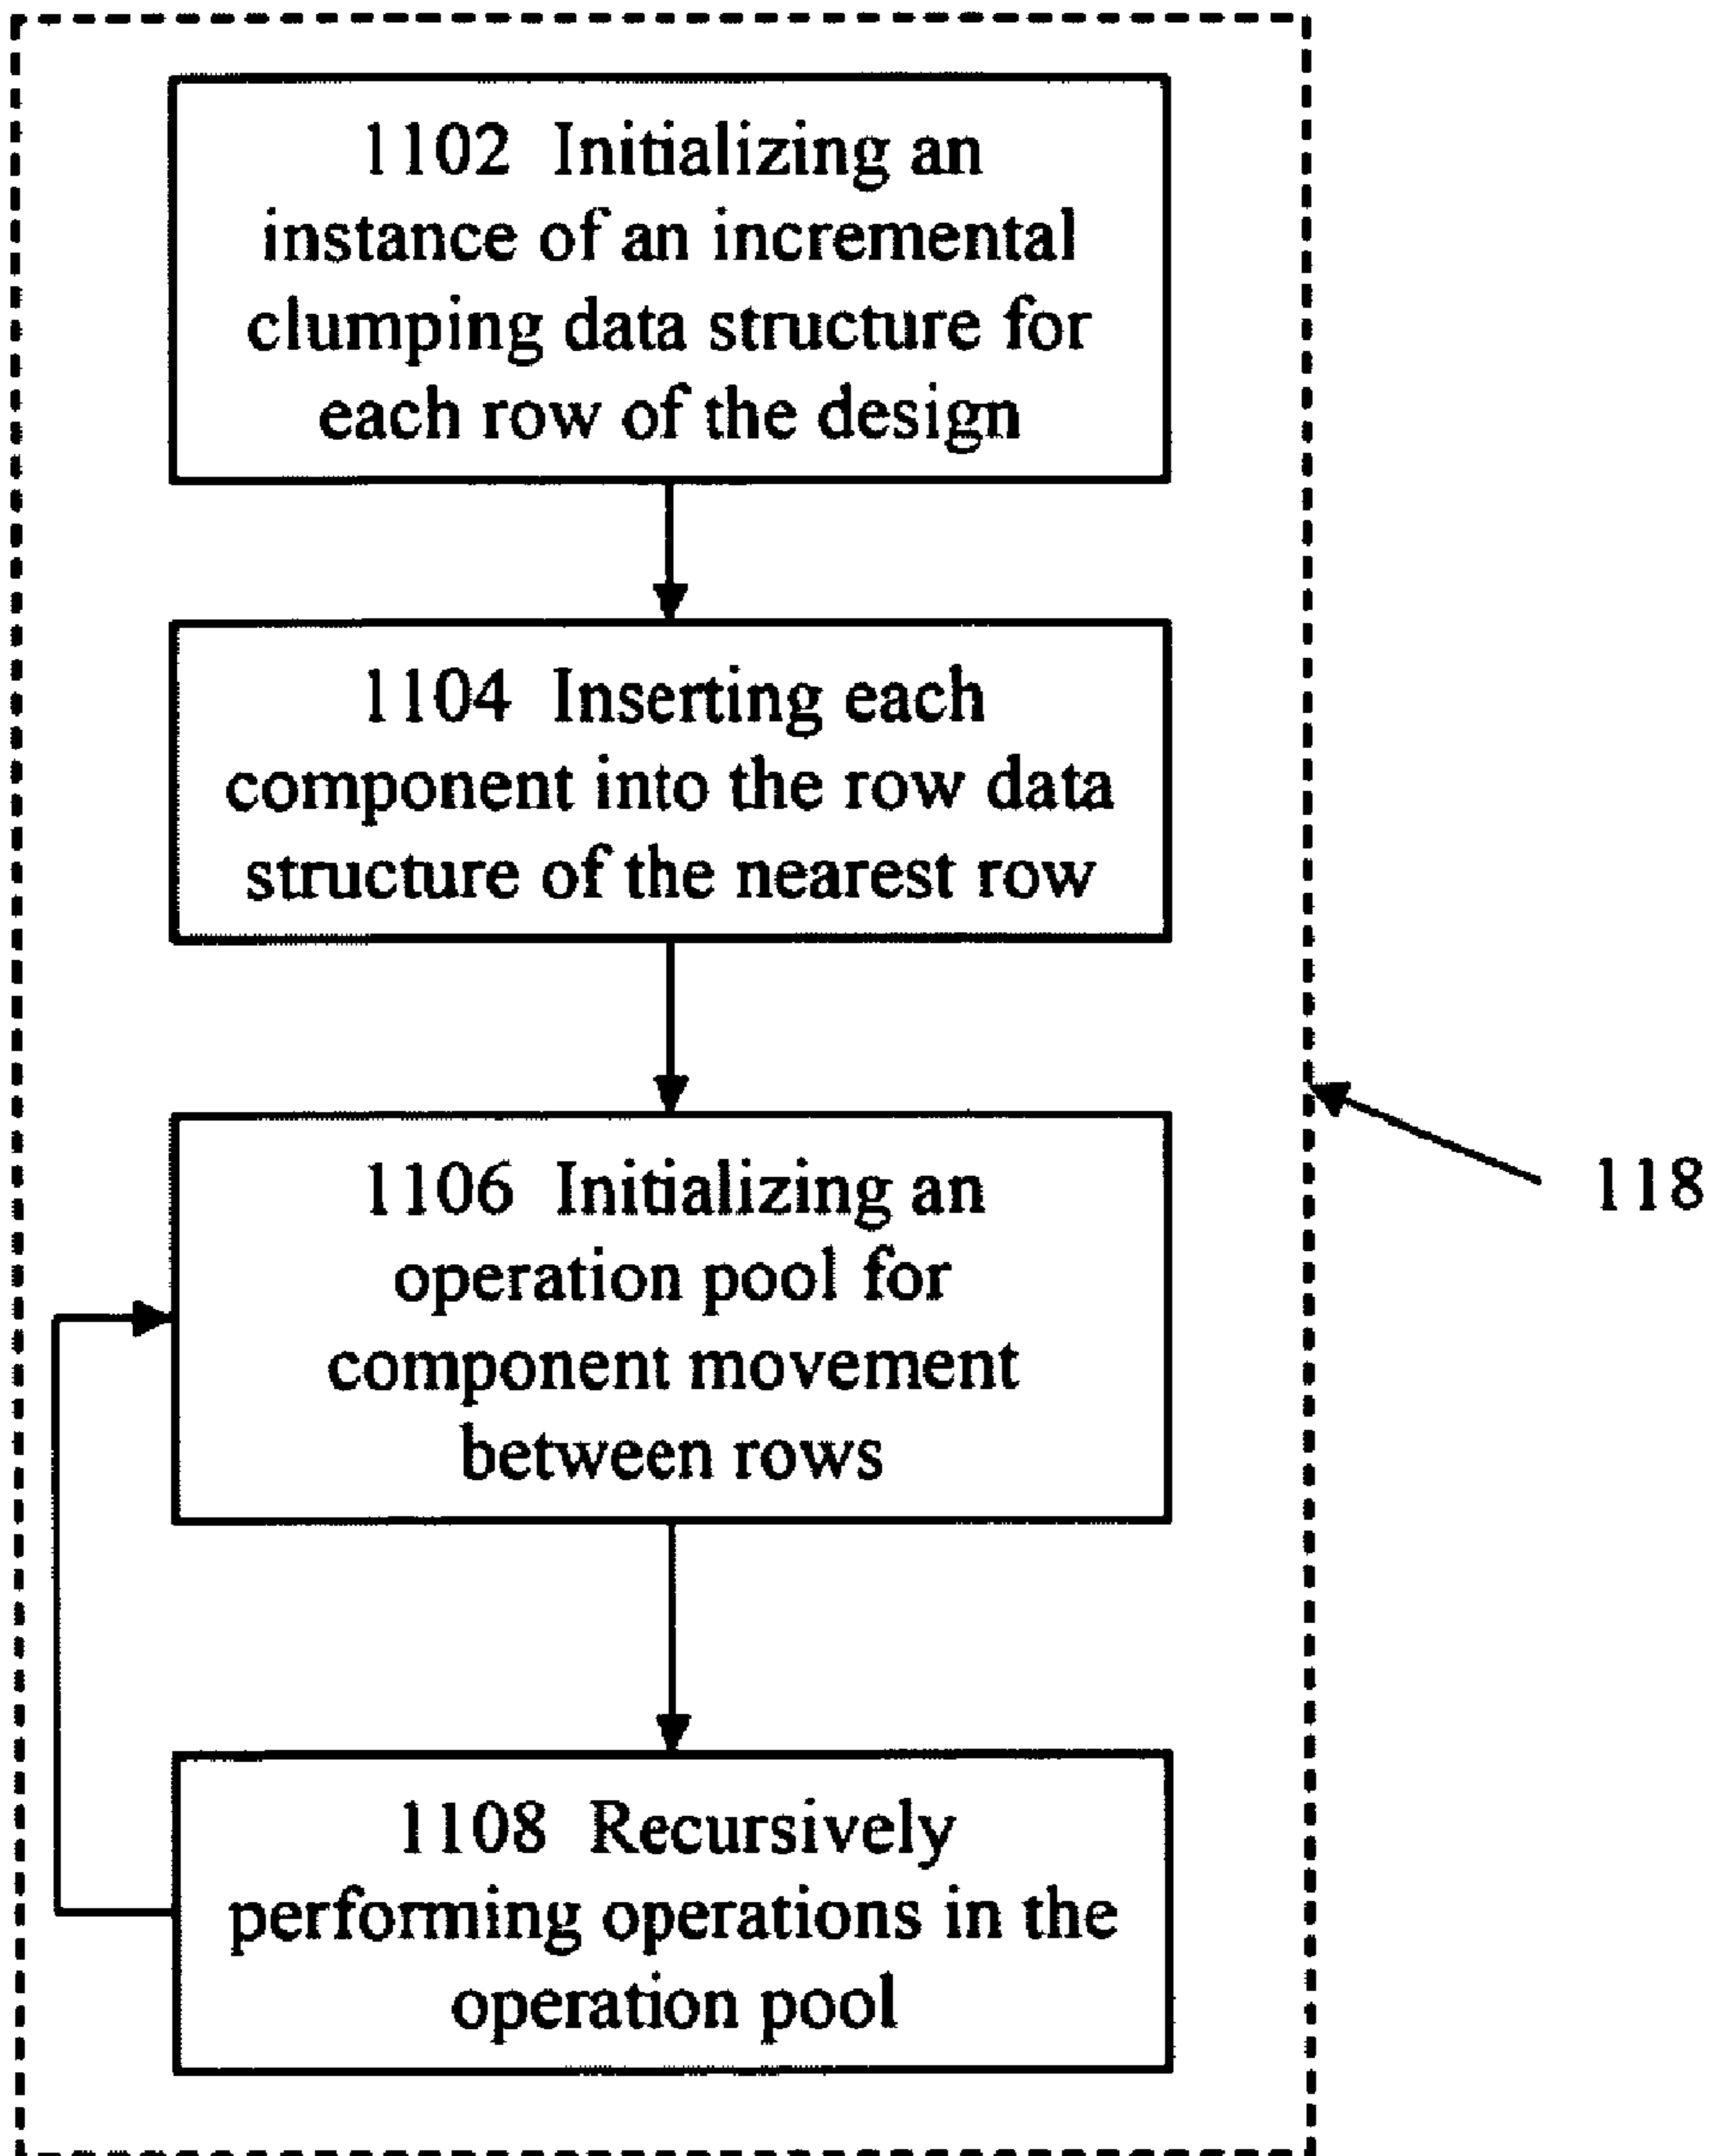 1102 Initializing an
instance of an incremental
clumping data structure for
each row of the design
1104 Inserting each
component into the row data
structure of the nearest row
1106 Initializing an
operation pool for
component movement
between rows
118
1108 Recursively
performing operations in the
operation pool